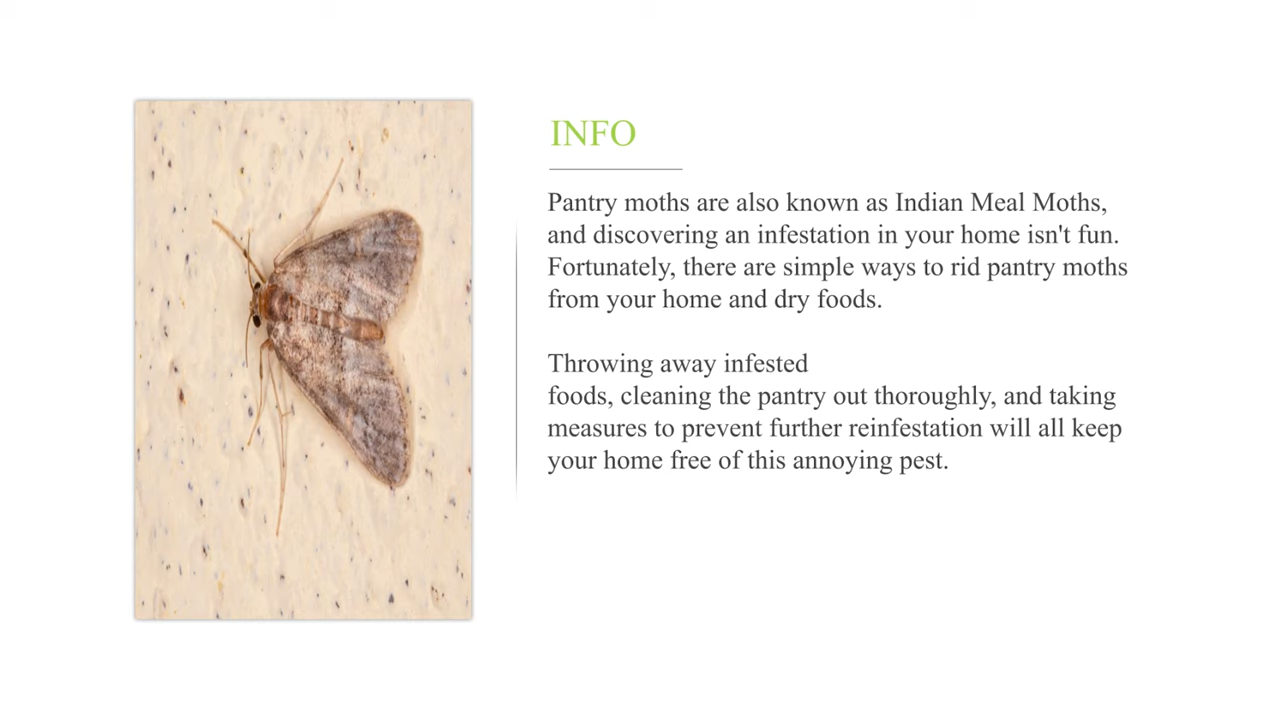 INFO
Pantry moths are also known as Indian Meal Moths,
and discovering an infestation in your home isn't fun.
Fortunately, there are simple ways to rid pantry moths
from your home and dry foods.
Throwing away infested
foods, cleaning the pantry out thoroughly, and taking
measures to prevent further reinfestation will all keep
your home free of this annoying pest.